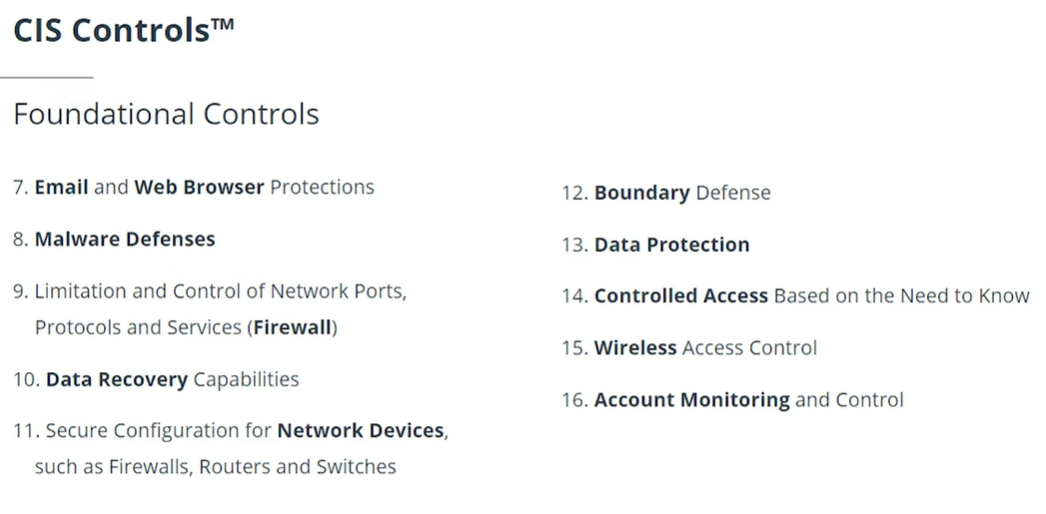 CIS Controls™
Foundational Controls
7. Email and Web Browser Protections
8. Malware Defenses
9. Limitation and Control of Network Ports,
Protocols and Services (Firewall)
10. Data Recovery Capabilities
11. Secure Configuration for Network Devices,
such as Firewalls, Routers and Switches
12. Boundary Defense
13. Data Protection
14. Controlled Access Based on the Need to Know
15. Wireless Access Control
16. Account Monitoring and Control